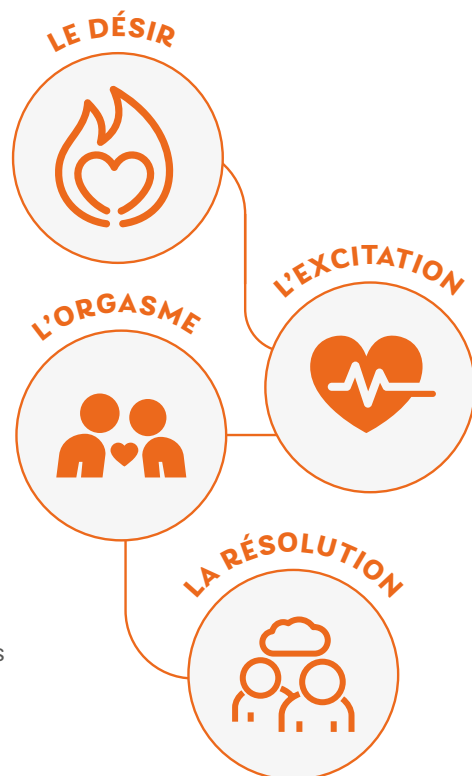 LE DÉSIR
L'EXCITATION
L'ORGASME
LA RÉSOLUTION
s